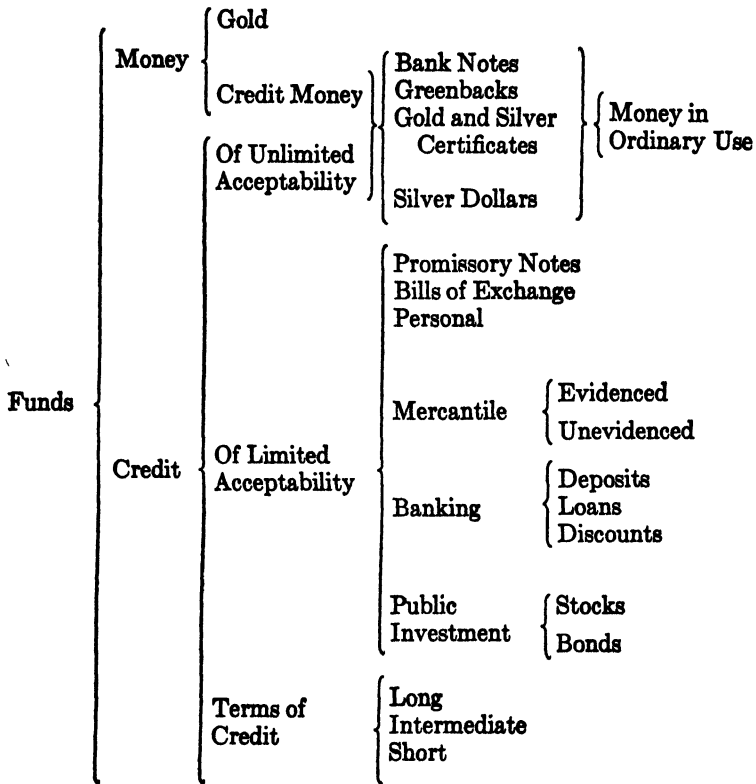 Funds
Money
Gold
Credit Money
Credit
Of Unlimited
Acceptability
Bank Notes
Greenbacks
Gold and Silver
Certificates
Silver Dollars
Money in
Ordinary Use
Of Limited
Acceptability
Promissory Notes
Bills of Exchange
Personal
Mercantile
Evidenced
Unevidenced
Banking
Deposits
Loans
Discounts
Public
Investment
Stocks
Bonds
Terms of
Credit
Long
Intermediate
Short